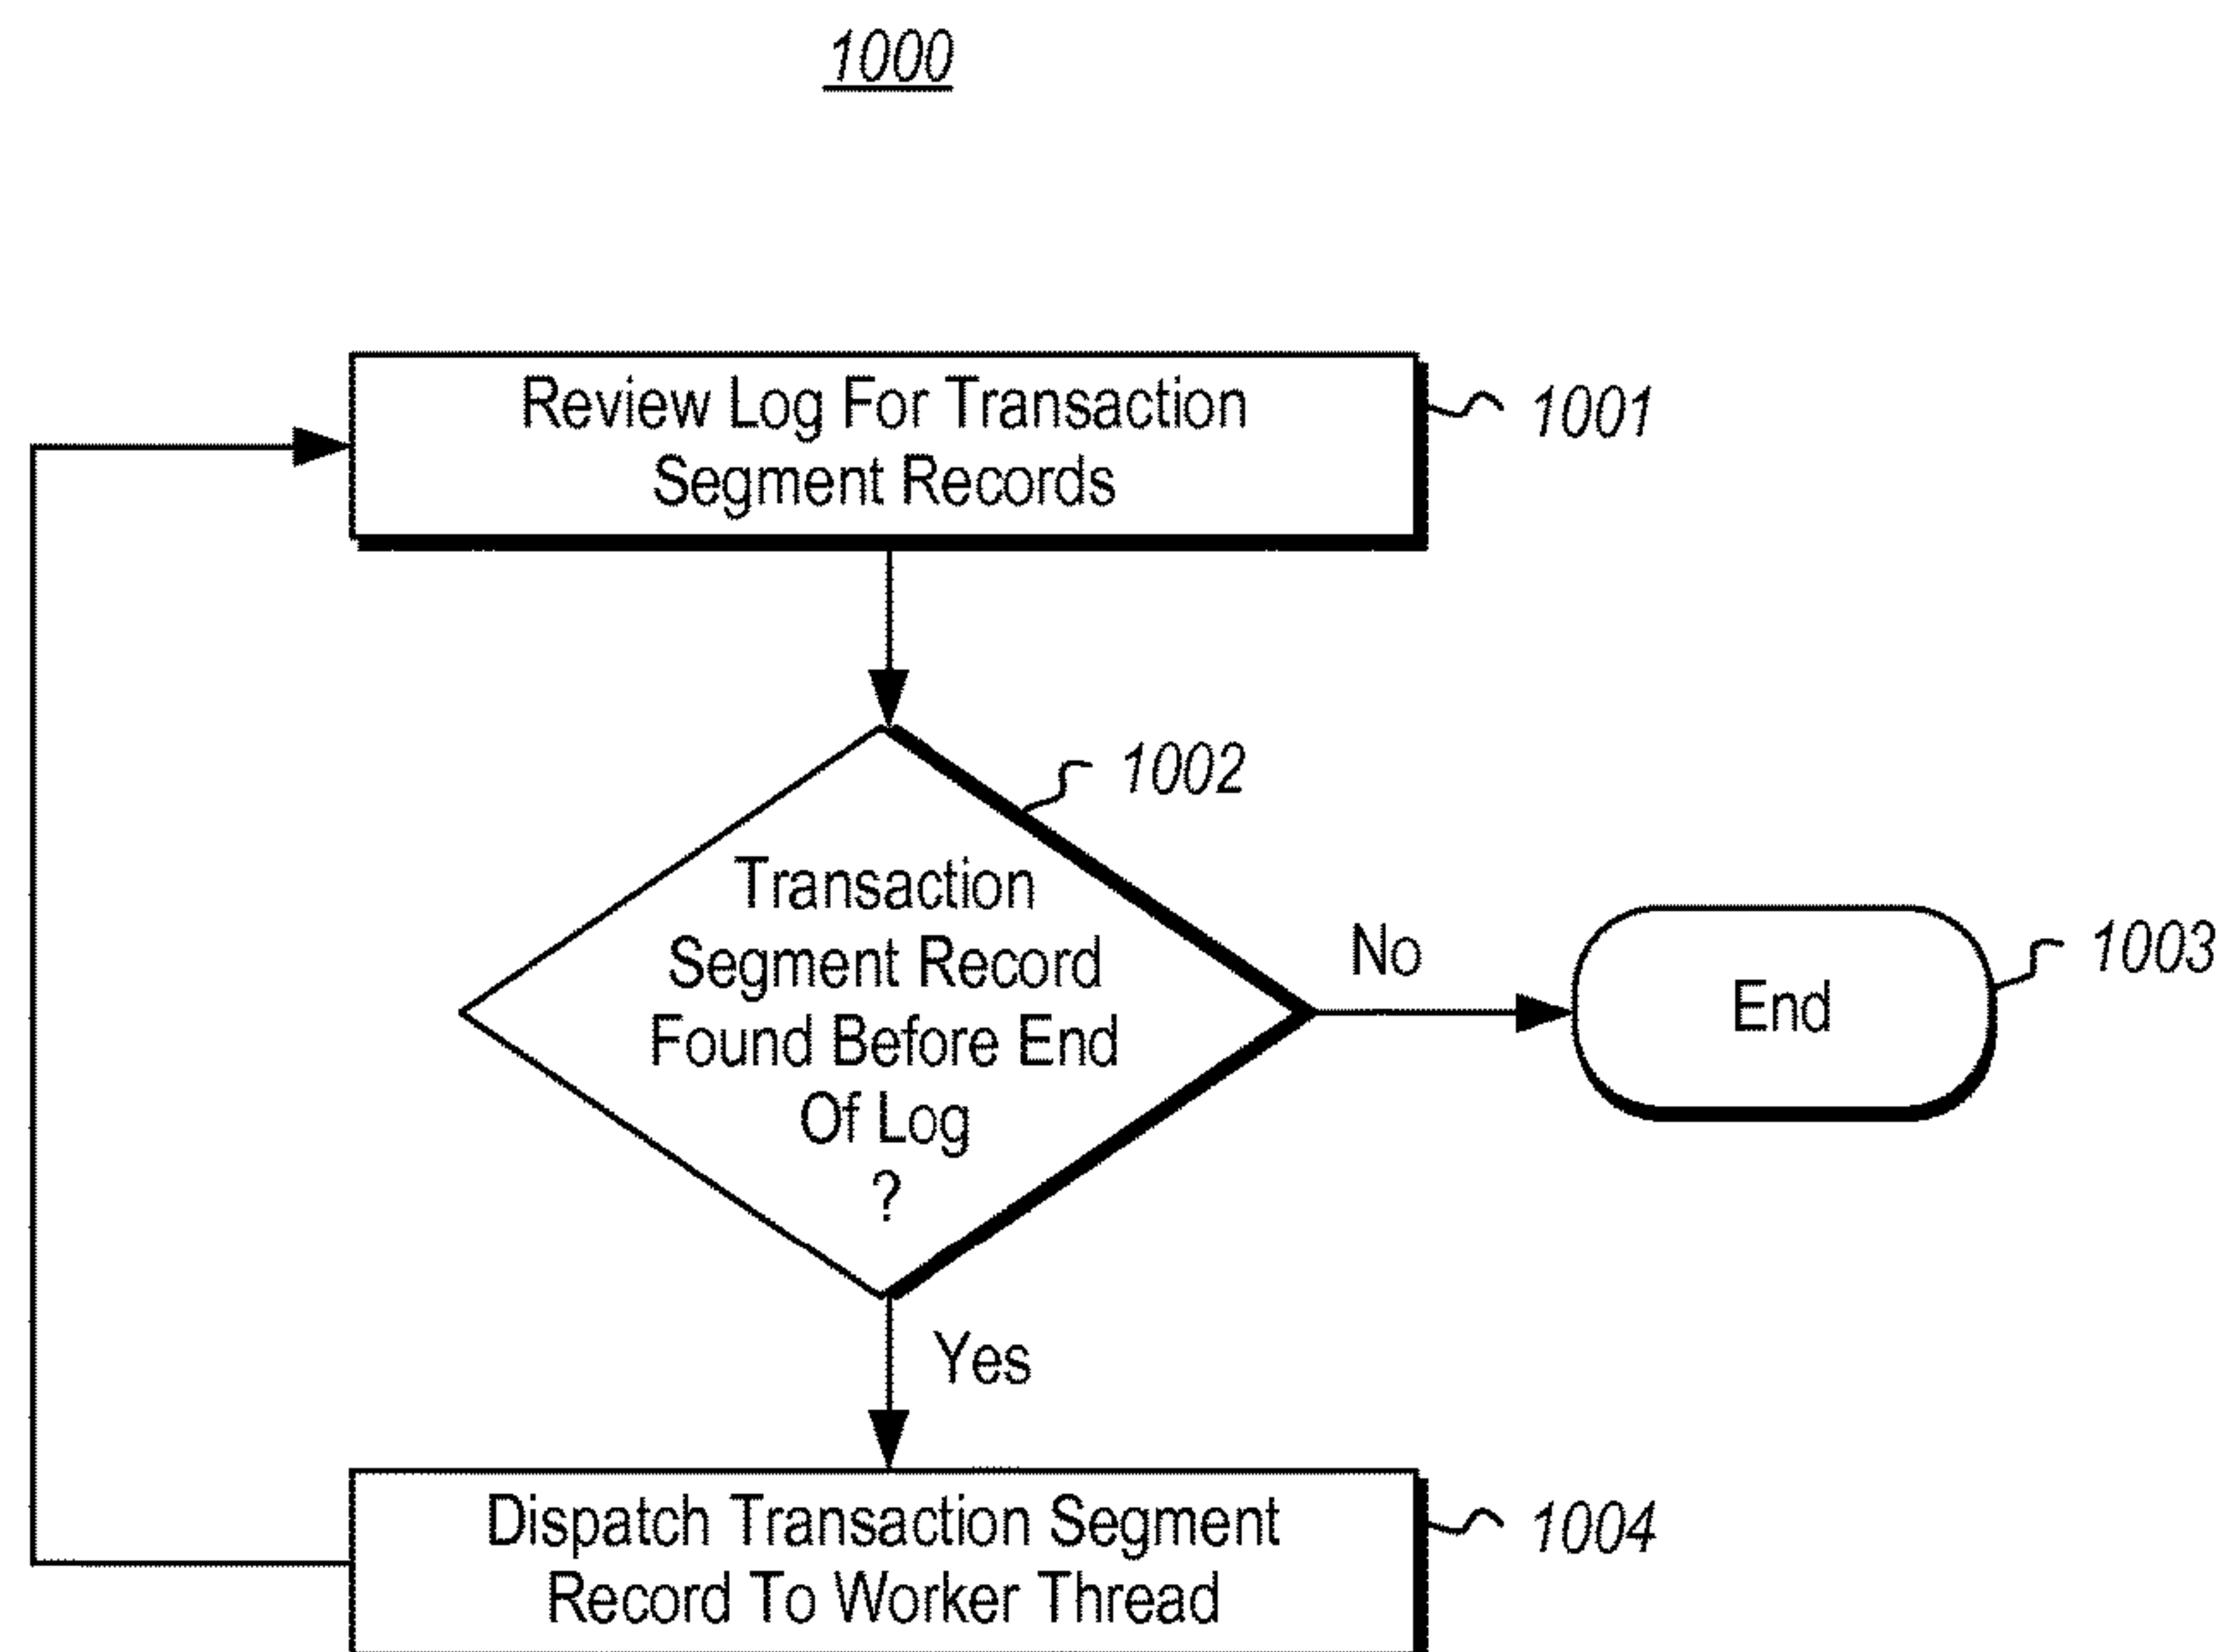 1000
Review Log For Transaction
Segment Records
1001
1002
Transaction
Segment Record
Found Before End
Of Log
?
No
End
1003
Yes
Dispatch Transaction Segment
Record To Worker Thread
1004